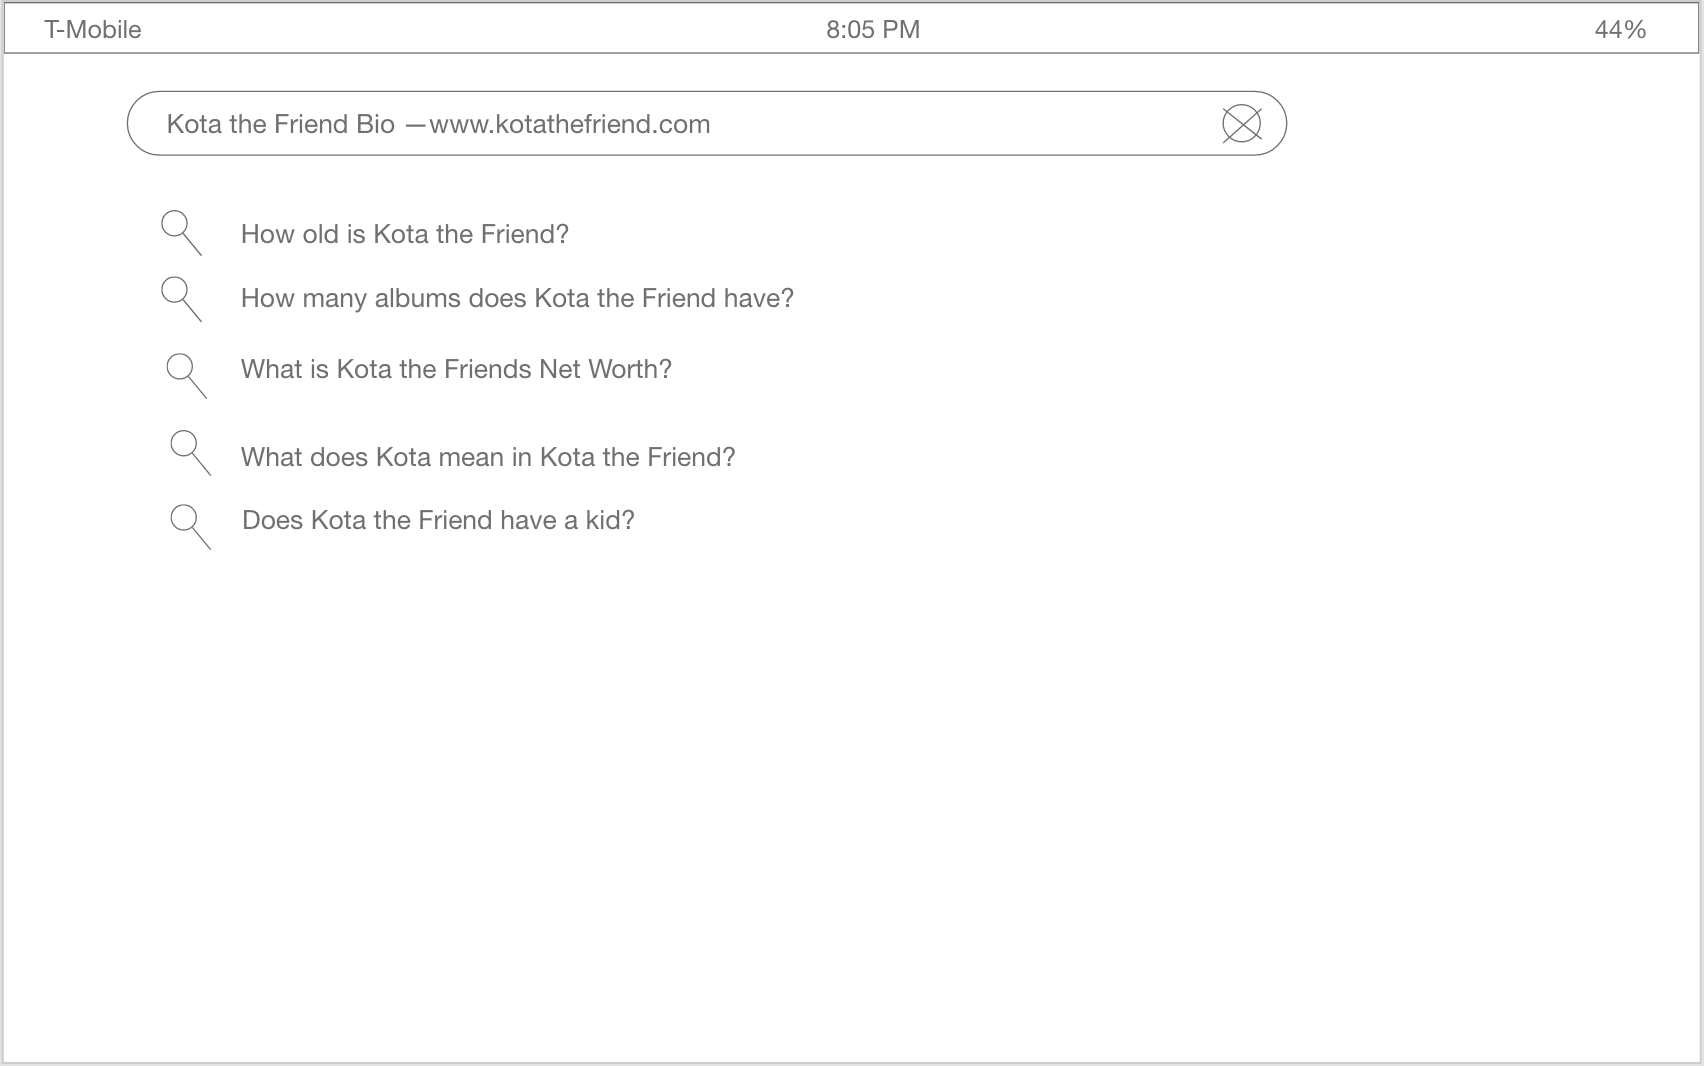 T-Mobile 8:05 PM 44%
Kota the Friend Bio —www.kotathefriend.com
How old is Kota the Friend?
How many albums does Kota the Friend have?
What is Kota the Friends Net Worth?
What does Kota mean in Kota the Friend?
Does Kota the Friend have a kid?